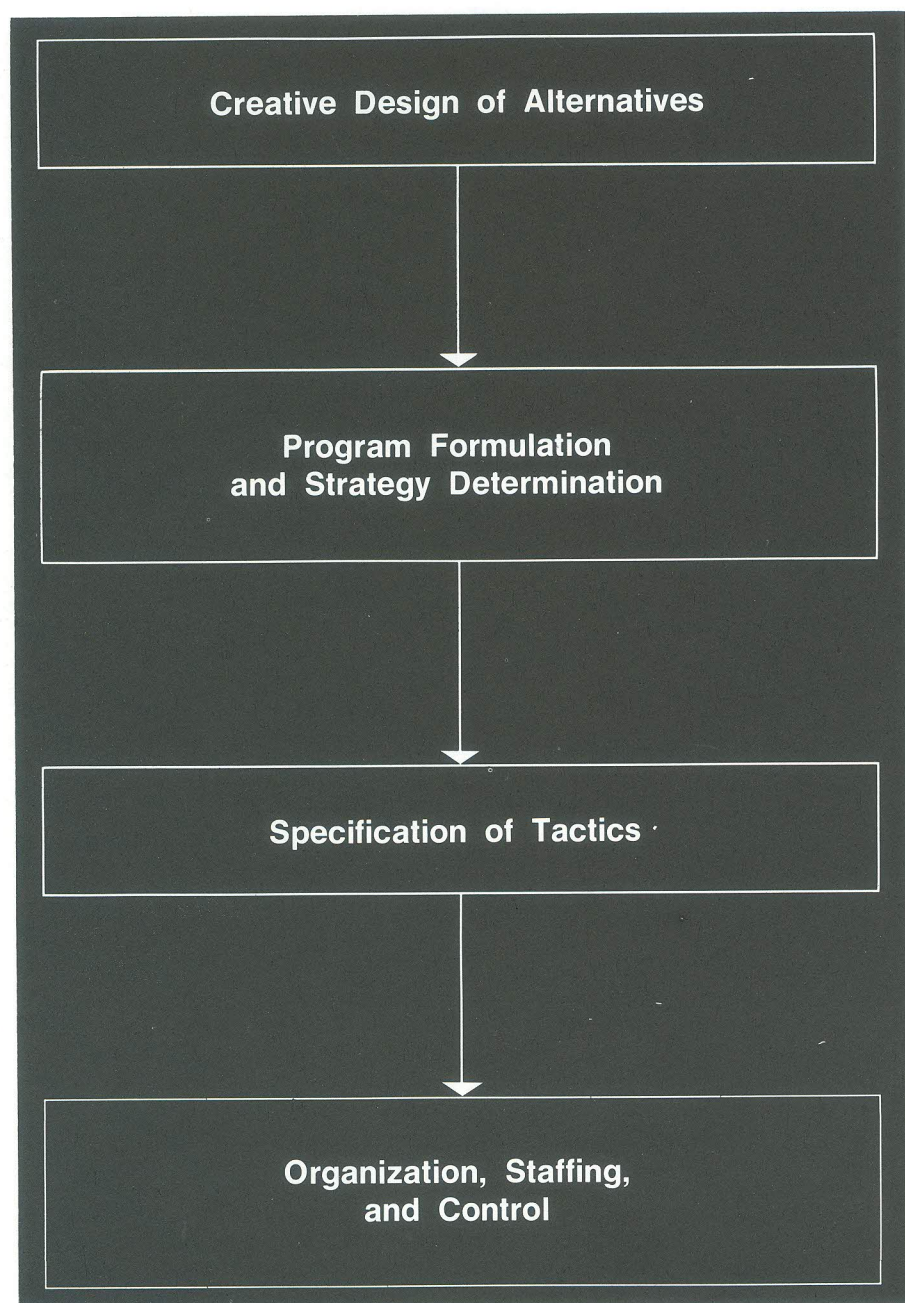 Creative Design of Alternatives
Program Formulation
and Strategy Determination
Specification of Tactics
Organization, Staffing,
and Control